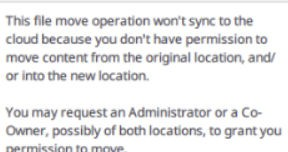 This file move operation won't sync to the
cloud because you don't have permission to
move content from the original location, and/
or into the new location.
You may request an Administrator or a Co-
Owner, possibly of both locations, to grant you
permission to move.